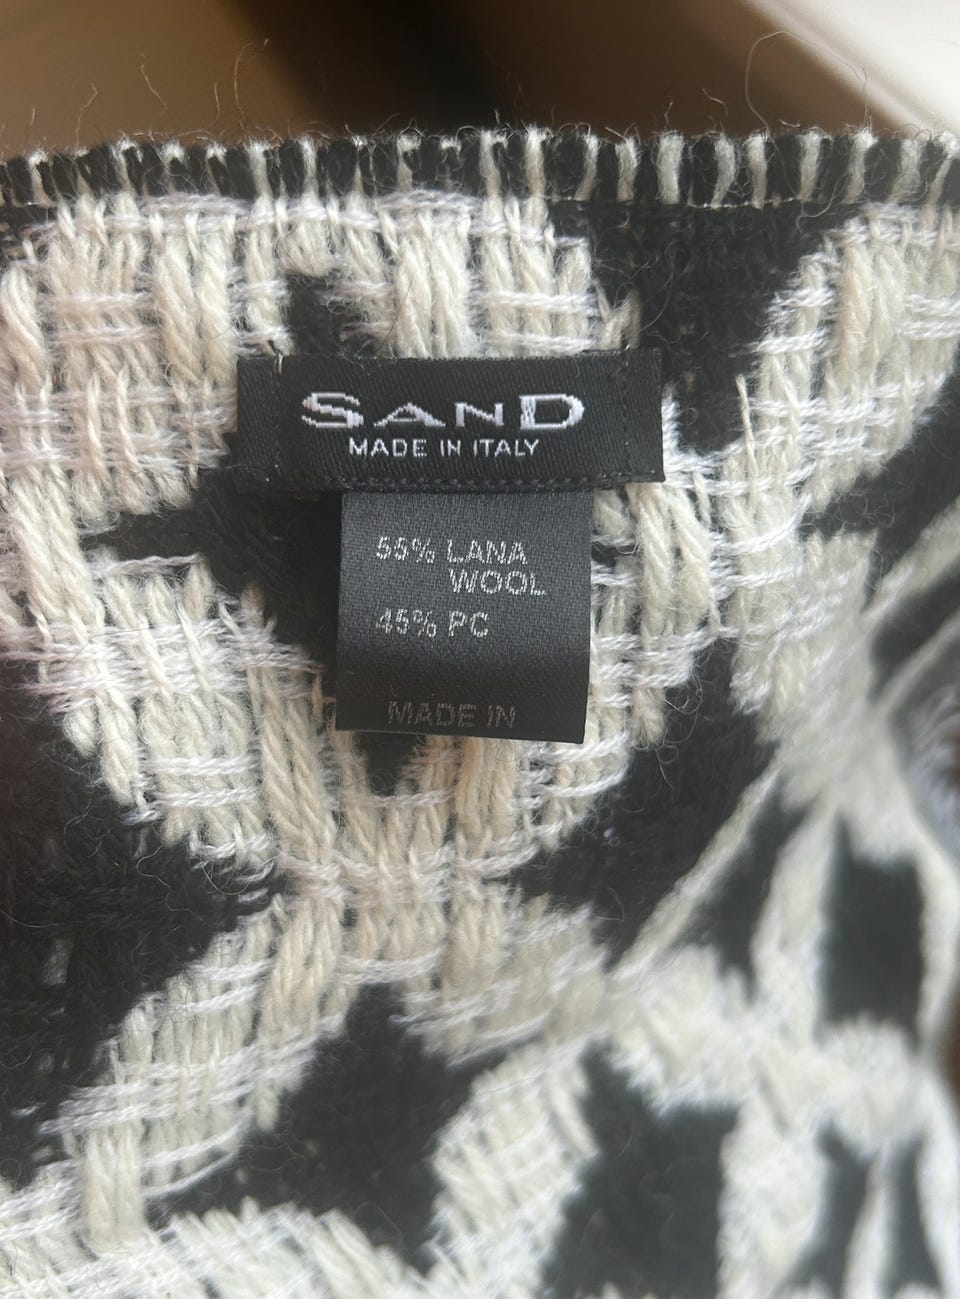 SAND
MADE IN ITALY
55% LANA
WOOL
45% PC
MADE IN